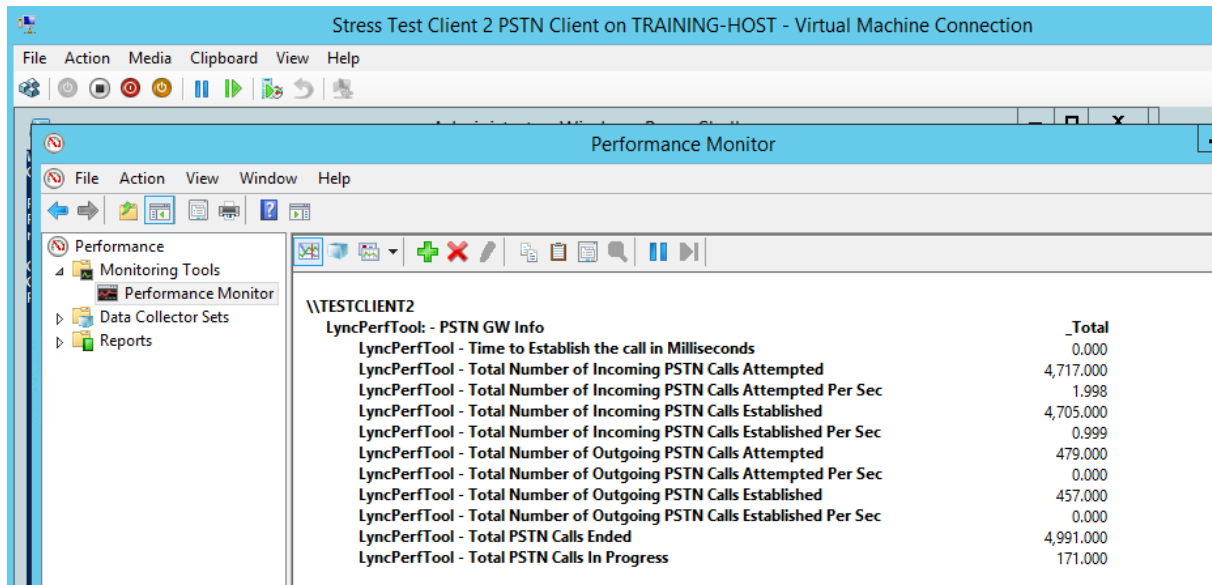 Stress Test Client 2 PSTN Client on TRAINING-HOST - Virtual Machine Connection
File Action Media Clipboard View Help
Performance Monitor
File Action View Window Help
Performance
Monitoring Tools
Performance Monitor
Data Collector Sets
Reports
\\TESTCLIENT2
LyncPerfTool: - PSTN GW Info _Total
LyncPerfTool - Time to Establish the call in Milliseconds 0.000
LyncPerfTool - Total Number of Incoming PSTN Calls Attempted 4,717.000
LyncPerfTool - Total Number of Incoming PSTN Calls Attempted Per Sec 1.998
LyncPerfTool - Total Number of Incoming PSTN Calls Established 4,705.000
LyncPerfTool - Total Number of Incoming PSTN Calls Established Per Sec 0.999
LyncPerfTool - Total Number of Outgoing PSTN Calls Attempted 479.000
LyncPerfTool - Total Number of Outgoing PSTN Calls Attempted Per Sec 0.000
LyncPerfTool - Total Number of Outgoing PSTN Calls Established 457.000
LyncPerfTool - Total Number of Outgoing PSTN Calls Established Per Sec 0.000
LyncPerfTool - Total PSTN Calls Ended 4,991.000
LyncPerfTool - Total PSTN Calls In Progress 171.000